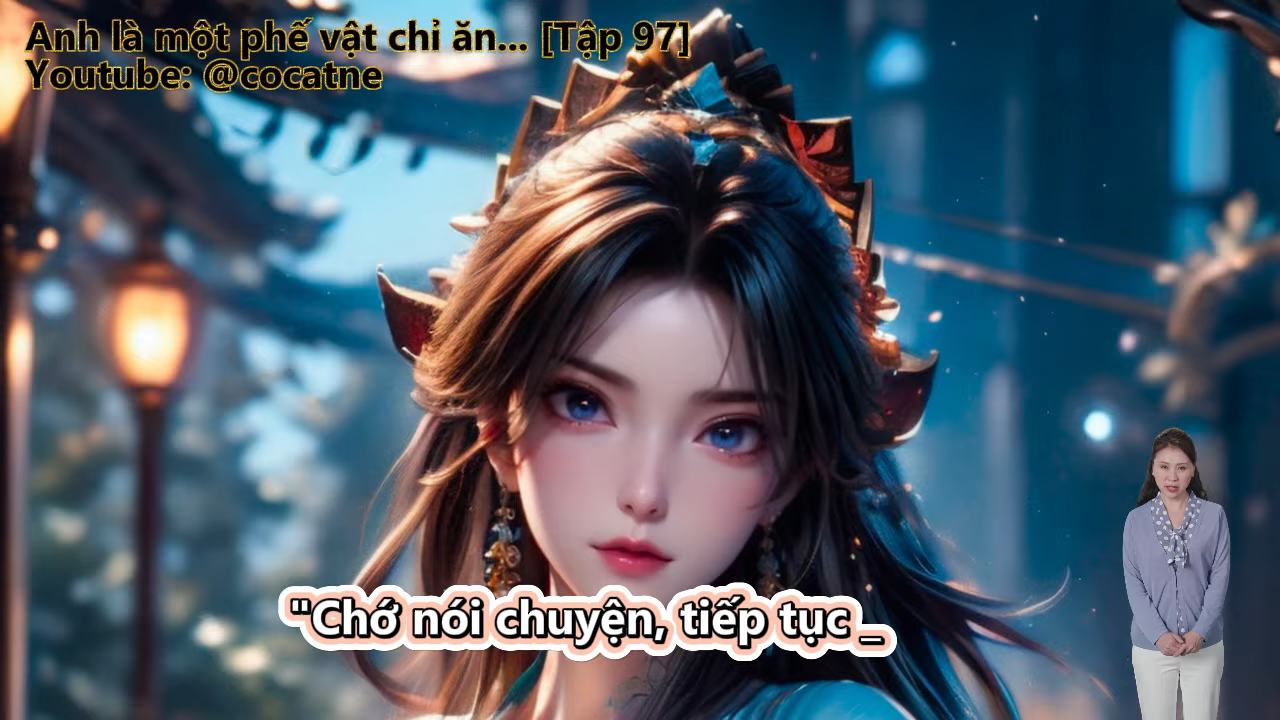 Anh là một phế vật chỉ ăn... [Tập 97]
Youtube: @cocatne
"Chớ nói chuyện, tiếp tục _